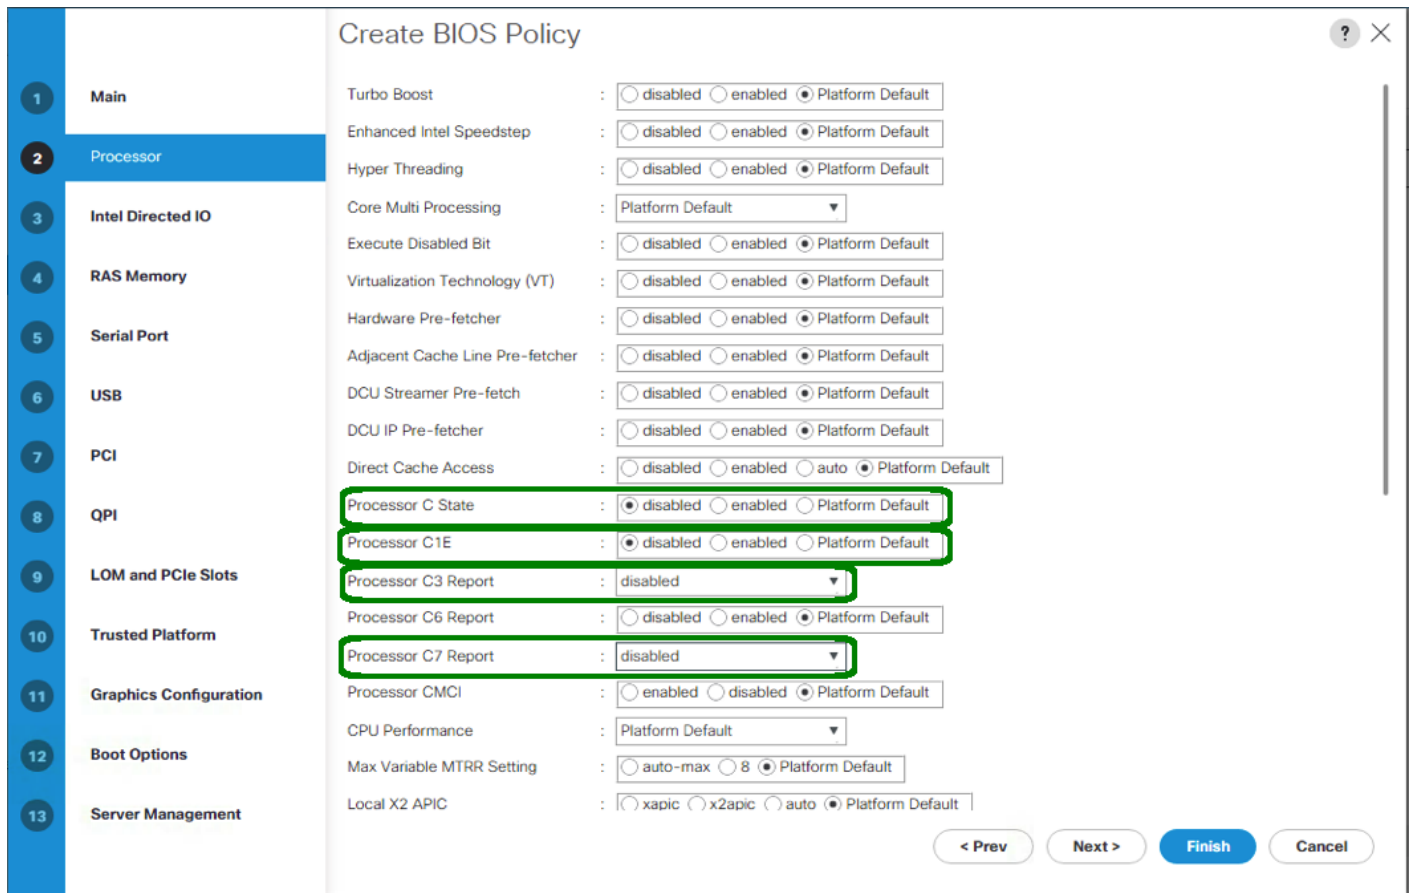 Create BIOS Policy
?
1 Main
2 Processor
3 Intel Directed IO
4 RAS Memory
5 Serial Port
6 USB
7 PCI
8 QPI
9 LOM and PCIe Slots
10 Trusted Platform
11 Graphics Configuration
12 Boot Options
13 Server Management
Turbo Boost : disabled enabled Platform Default
Enhanced Intel Speedstep : disabled enabled Platform Default
Hyper Threading : disabled enabled Platform Default
Core Multi Processing : Platform Default
Execute Disabled Bit : disabled enabled Platform Default
Virtualization Technology (VT) : disabled enabled Platform Default
Hardware Pre-fetcher : disabled enabled Platform Default
Adjacent Cache Line Pre-fetcher : disabled enabled Platform Default
DCU Streamer Pre-fetch : disabled enabled Platform Default
DCU IP Pre-fetcher : disabled enabled Platform Default
Direct Cache Access : disabled enabled auto Platform Default
Processor C State : disabled enabled Platform Default
Processor C1E : disabled enabled Platform Default
Processor C3 Report : disabled
Processor C6 Report : disabled enabled Platform Default
Processor C7 Report : disabled
Processor CMCI : enabled disabled Platform Default
CPU Performance : Platform Default
Max Variable MTRR Setting : auto-max 8 Platform Default
Local X2 APIC : xapic x2apic auto Platform Default
< Prev Next > Finish Cancel